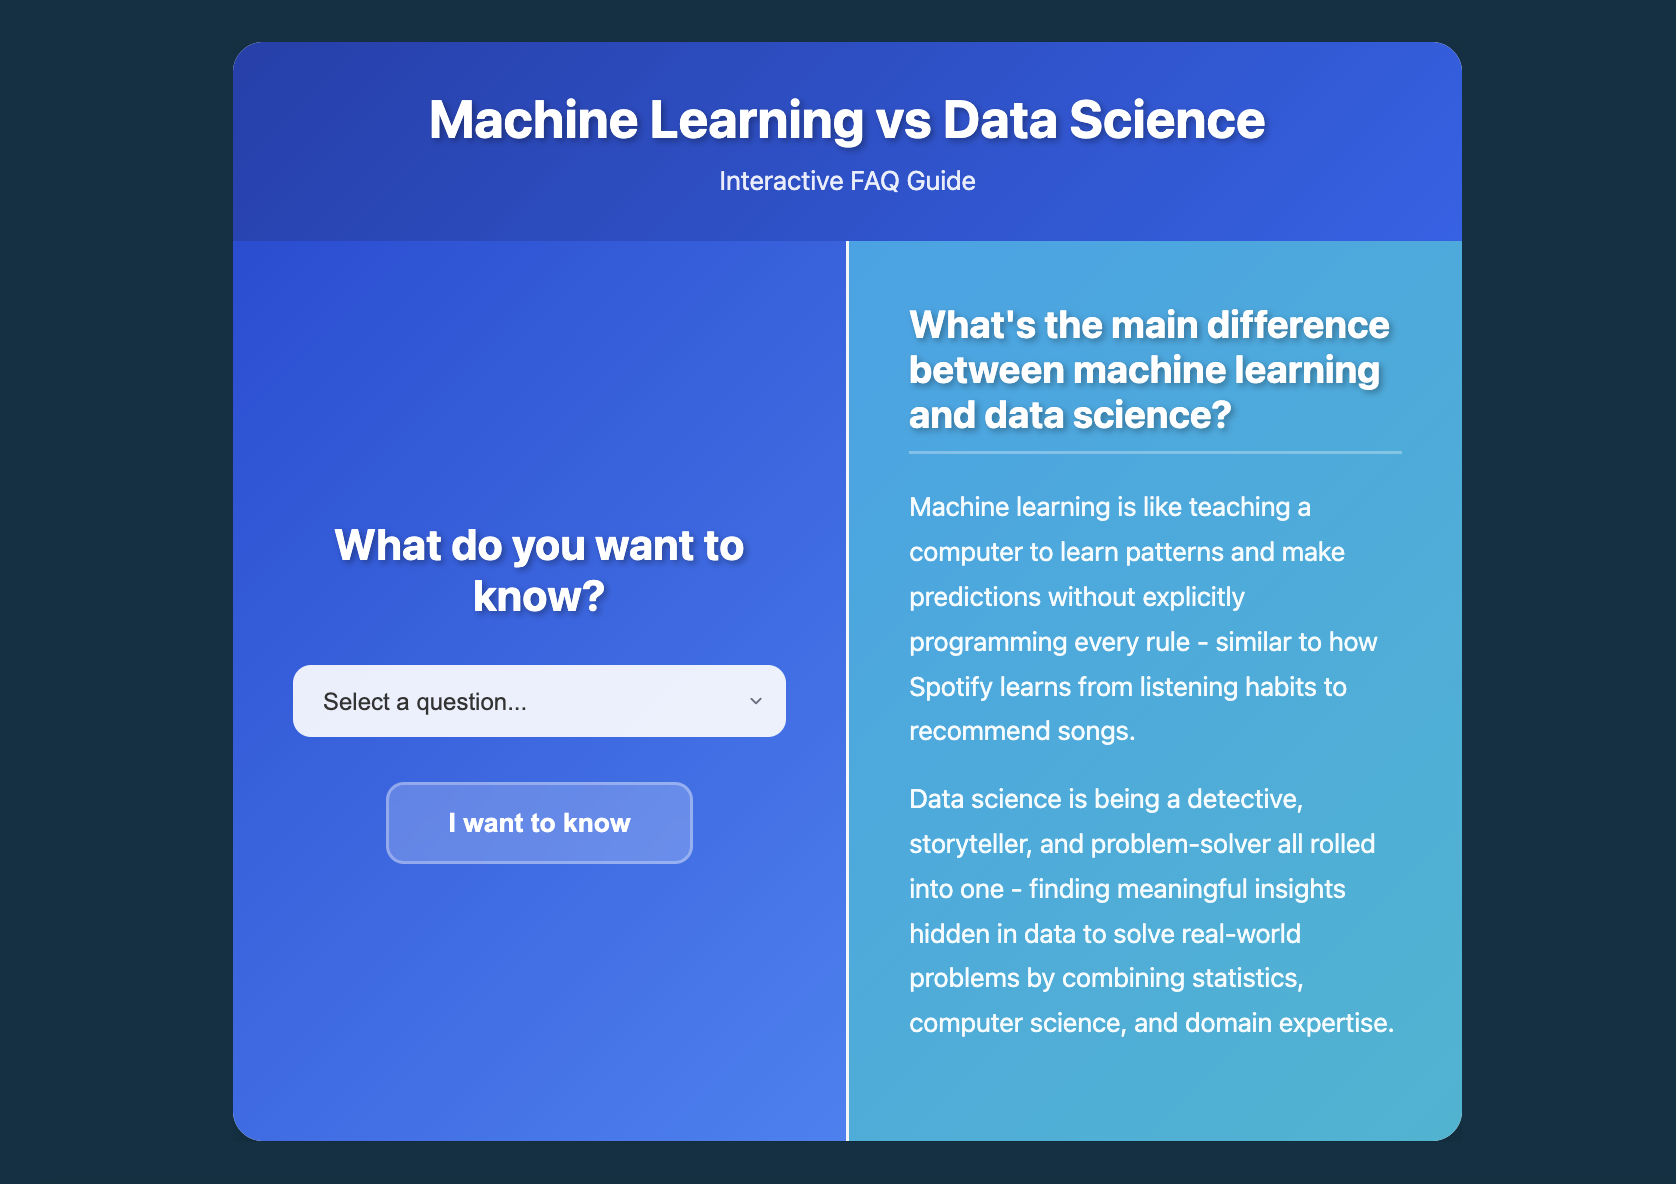 Machine Learning vs Data Science
Interactive FAQ Guide
What do you want to
know?
Select a question...
I want to know
What's the main difference
between machine learning
and data science?
Machine learning is like teaching a
computer to learn patterns and make
predictions without explicitly
programming every rule - similar to how
Spotify learns from listening habits to
recommend songs.
Data science is being a detective,
storyteller, and problem-solver all rolled
into one - finding meaningful insights
hidden in data to solve real-world
problems by combining statistics,
computer science, and domain expertise.